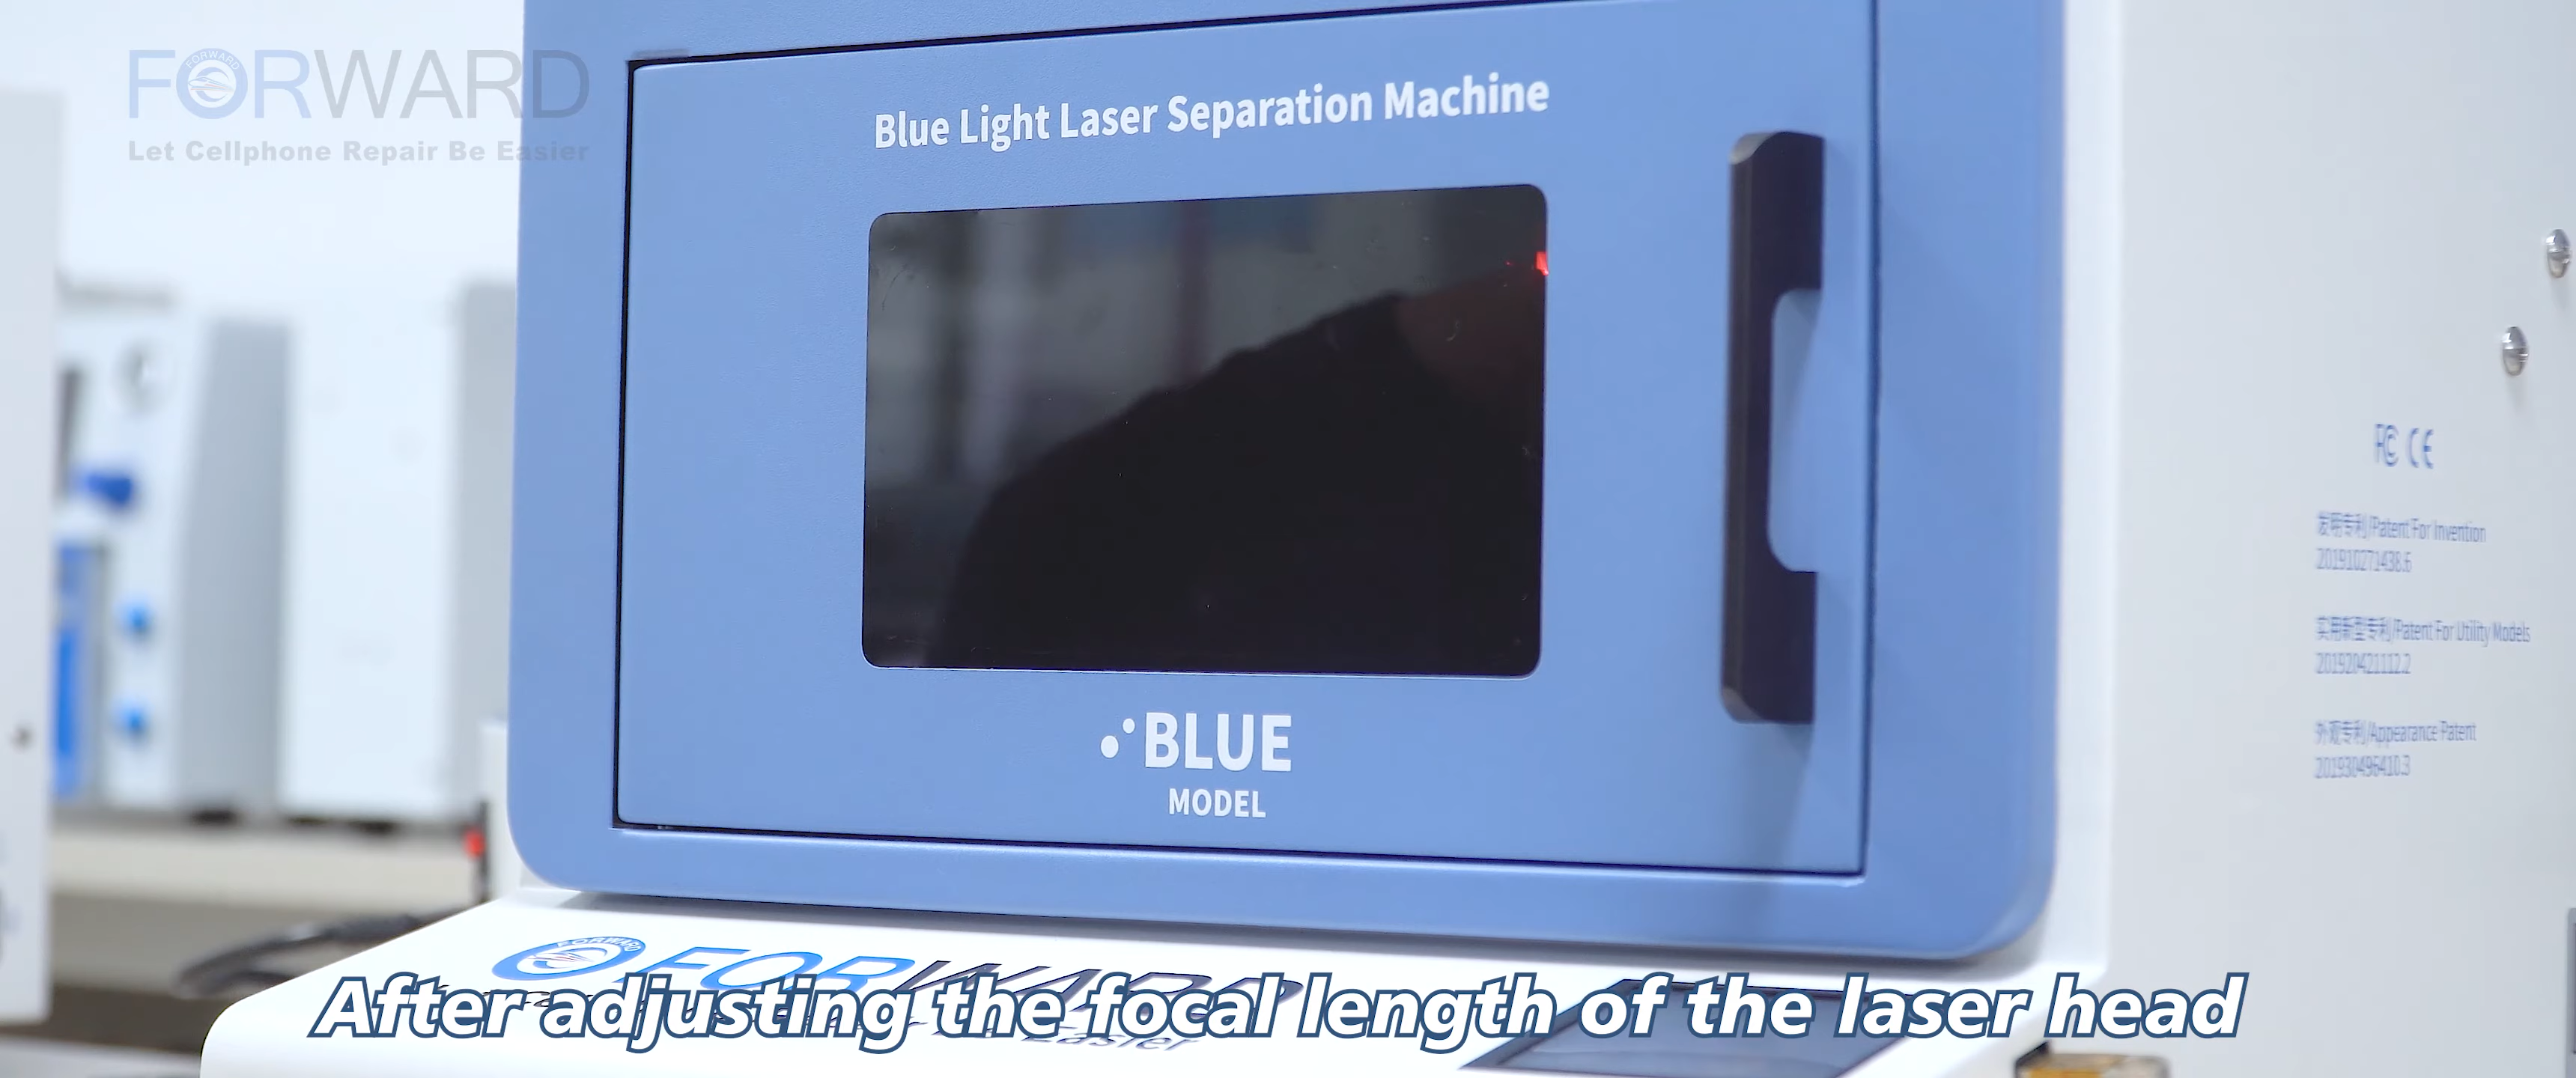 FORWARD
Let Cellphone Repair Be Easier
Blue Light Laser Separation Machine
BLUE
MODEL
FC CE
发明专利/Patent For Invention
201910271438.6
实用新型专利/Patent For Utility Models
201920421112.2
外观专利/Appearance Patent
201930496410.3
FORWARD
Easier
After adjusting the focal length of the laser head